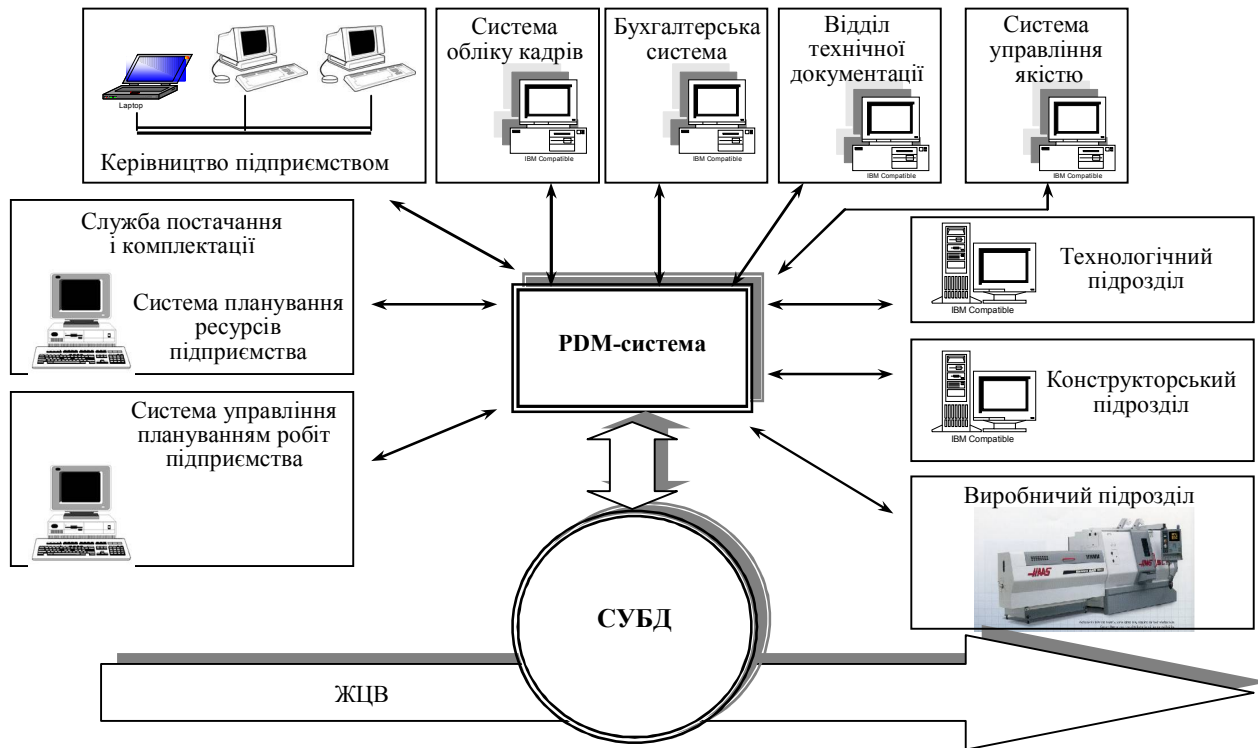 Laptop
Керівництво підприємством
Система
обліку кадрів
IBM Compatible
Бухгалтерська
система
IBM Compatible
Відділ
технічної
документації
IBM Compatible
Система
управління
якістю
IBM Compatible
Служба постачання
і комплектації
Система планування
ресурсів
підприємства
Технологічний
підрозділ
IBM Compatible
PDM-система
Конструкторський
підрозділ
IBM Compatible
Система управління
плануванням робіт
підприємства
Виробничий підрозділ
СУБД
ЖЦВ